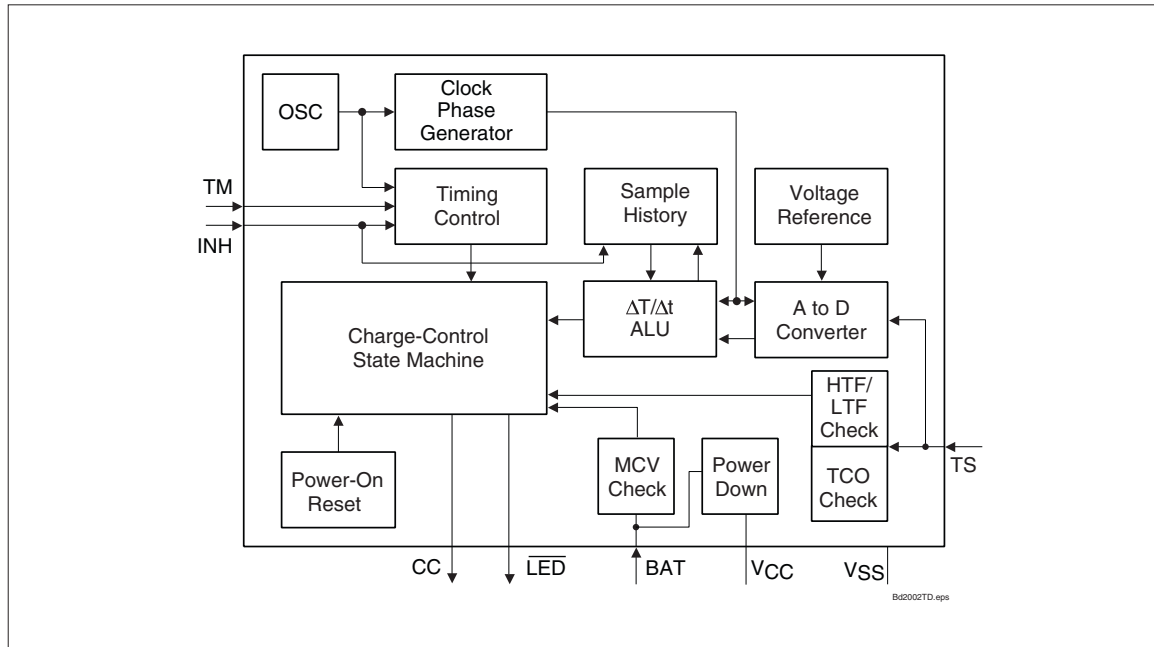 OSC
Clock
Phase
Generator
TM
INH
Timing
Control
Sample
History
Voltage
Reference
Charge-Control
State Machine
ΔT/Δt
ALU
A to D
Converter
HTF/
LTF
Check
TCO
Check
TS
Power-On
Reset
MCV
Check
Power
Down
CC
L̅E̅D̅
BAT
VCC
VSS
Bd2002TD.eps